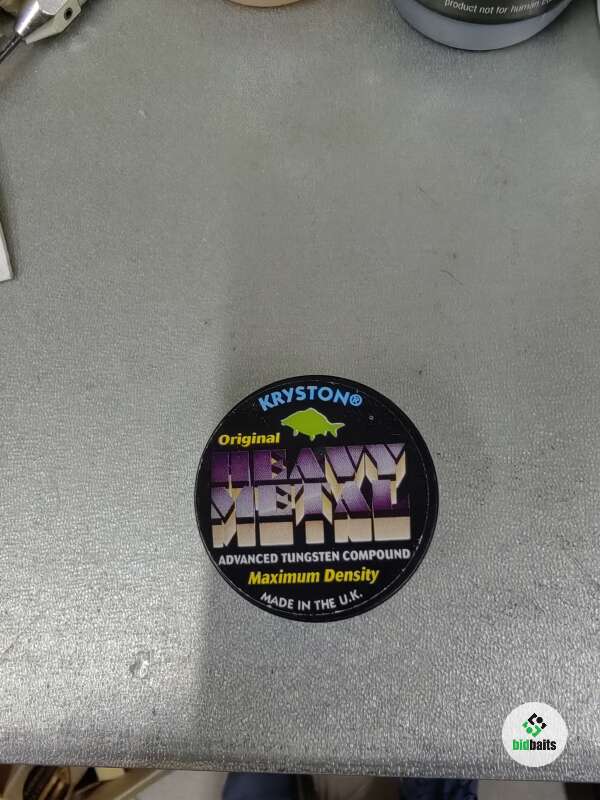 product not for human
KRYSTON®
Original
HEAVY
METAL
ADVANCED TUNGSTEN COMPOUND
Maximum Density
MADE IN THE U.K.
bidbaits